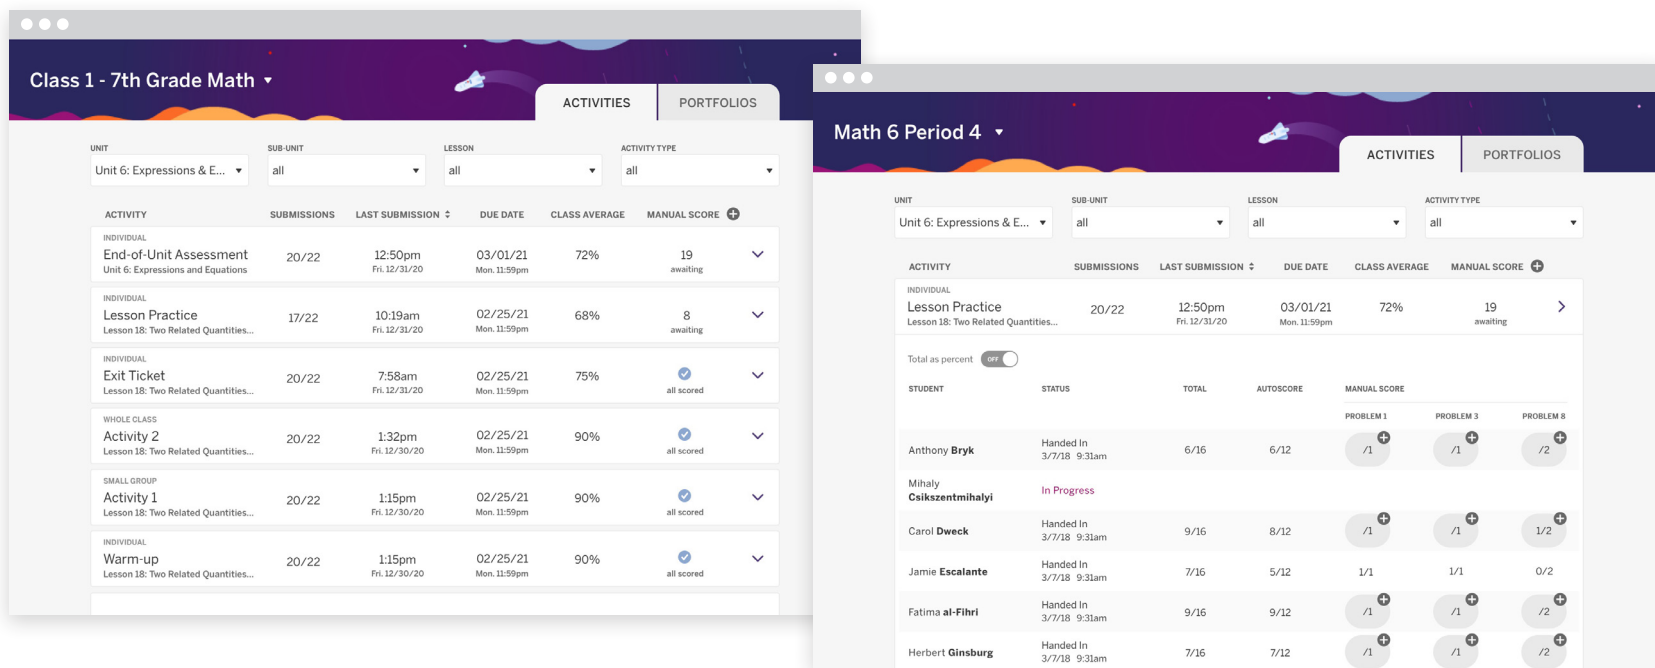 Class 1 - 7th Grade Math
ACTIVITIES PORTFOLIOS
UNIT SUB-UNIT LESSON ACTIVITY TYPE
Unit 6: Expressions & E... all all all
ACTIVITY SUBMISSIONS LAST SUBMISSION DUE DATE CLASS AVERAGE MANUAL SCORE
INDIVIDUAL
End-of-Unit Assessment 20/22 12:50pm 03/01/21 72% 19
Unit 6: Expressions and Equations Fri. 12/31/20 Mon. 11:59pm awaiting
INDIVIDUAL
Lesson Practice 17/22 10:19am 02/25/21 68% 8
Lesson 18: Two Related Quantities... Fri. 12/31/20 Mon. 11:59pm awaiting
INDIVIDUAL
Exit Ticket 20/22 7:58am 02/25/21 75%
Lesson 18: Two Related Quantities... Fri. 12/31/20 Mon. 11:59pm all scored
WHOLE CLASS
Activity 2 20/22 1:32pm 02/25/21 90%
Lesson 18: Two Related Quantities... Fri. 12/30/20 Mon. 11:59pm all scored
SMALL GROUP
Activity 1 20/22 1:15pm 02/25/21 90%
Lesson 18: Two Related Quantities... Fri. 12/30/20 Mon. 11:59pm all scored
INDIVIDUAL
Warm-up 20/22 1:15pm 02/25/21 90%
Lesson 18: Two Related Quantities... Fri. 12/30/20 Mon. 11:59pm all scored
Math 6 Period 4
ACTIVITIES PORTFOLIOS
UNIT SUB-UNIT LESSON ACTIVITY TYPE
Unit 6: Expressions & E... all all all
ACTIVITY SUBMISSIONS LAST SUBMISSION DUE DATE CLASS AVERAGE MANUAL SCORE
INDIVIDUAL
Lesson Practice 20/22 12:50pm 03/01/21 72% 19
Lesson 18: Two Related Quantities... Fri. 12/31/20 Mon. 11:59pm awaiting
Total as percent OFF
STUDENT STATUS TOTAL AUTOSCORE MANUAL SCORE
PROBLEM 1 PROBLEM 3 PROBLEM 8
Handed In
Anthony Bryk 6/16 6/12 /1 /1 /2
3/7/18 9:31am
Mihaly
Csikszentmihalyi In Progress
Handed In
Carol Dweck 9/16 8/12 /1 /1 1/2
3/7/18 9:31am
Handed In
Jamie Escalante 7/16 5/12 1/1 1/1 0/2
3/7/18 9:31am
Handed In
Fatima al-Fihri 9/16 9/12 /1 /1 /2
3/7/18 9:31am
Handed In
Herbert Ginsburg 7/16 7/12 /1 /1 /2
3/7/18 9:31am